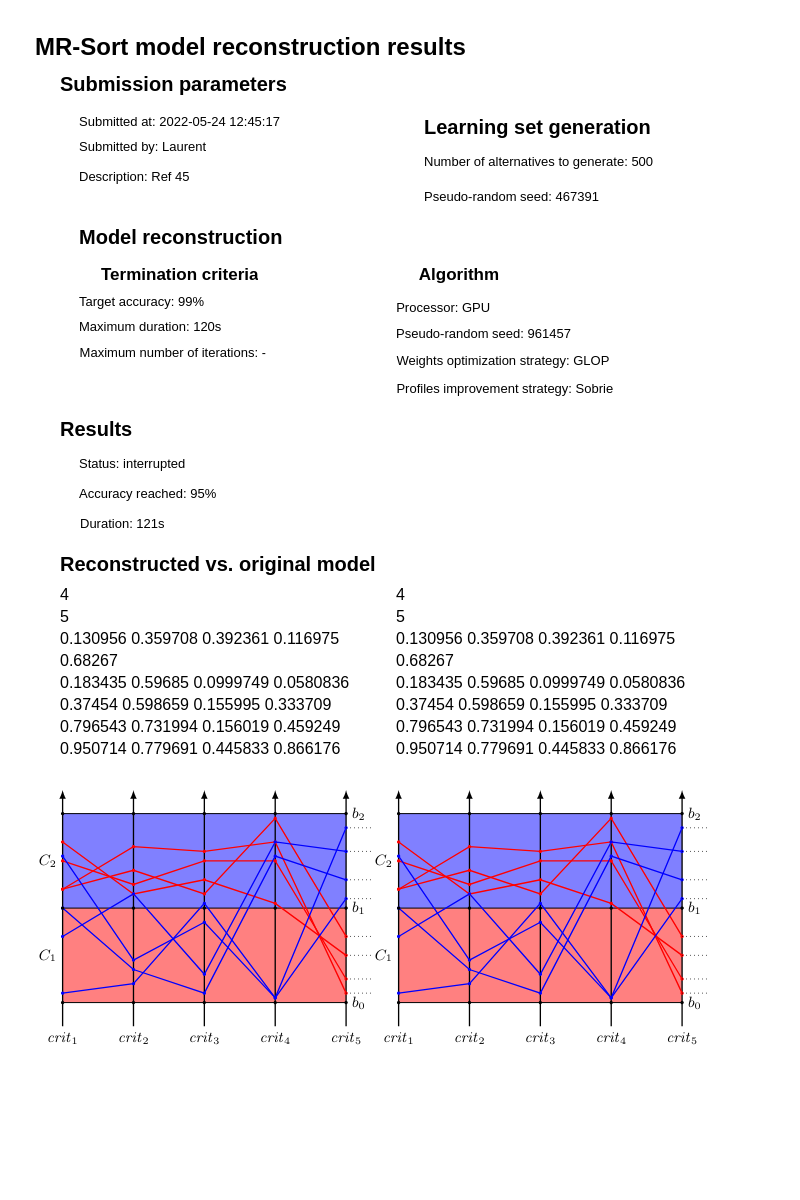 MR-Sort model reconstruction results
Submission parameters
Submitted at: 2022-05-24 12:45:17
Submitted by: Laurent
Description: Ref 45
Learning set generation
Number of alternatives to generate: 500
Pseudo-random seed: 467391
Model reconstruction
Termination criteria
Target accuracy: 99%
Maximum duration: 120s
Maximum number of iterations: -
Algorithm
Processor: GPU
Pseudo-random seed: 961457
Weights optimization strategy: GLOP
Profiles improvement strategy: Sobrie
Results
Status: interrupted
Accuracy reached: 95%
Duration: 121s
Reconstructed vs. original model
4
5
0.130956 0.359708 0.392361 0.116975
0.68267
0.183435 0.59685 0.0999749 0.0580836
0.37454 0.598659 0.155995 0.333709
0.796543 0.731994 0.156019 0.459249
0.950714 0.779691 0.445833 0.866176
4
5
0.130956 0.359708 0.392361 0.116975
0.68267
0.183435 0.59685 0.0999749 0.0580836
0.37454 0.598659 0.155995 0.333709
0.796543 0.731994 0.156019 0.459249
0.950714 0.779691 0.445833 0.866176
b₂
C₂
b₁
C₁
b₀
crit₁ crit₂ crit₃ crit₄ crit₅
b₂
C₂
b₁
C₁
b₀
crit₁ crit₂ crit₃ crit₄ crit₅